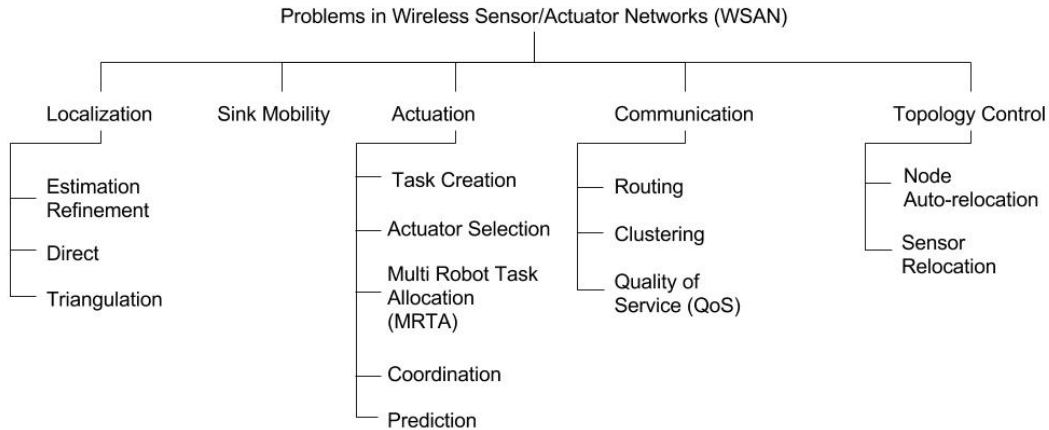 Problems in Wireless Sensor/Actuator Networks (WSAN)
Localization
Estimation
Refinement
Direct
Triangulation
Sink Mobility
Actuation
Task Creation
Actuator Selection
Multi Robot Task
Allocation
(MRTA)
Coordination
Prediction
Communication
Routing
Clustering
Quality of
Service (QoS)
Topology Control
Node
Auto-relocation
Sensor
Relocation